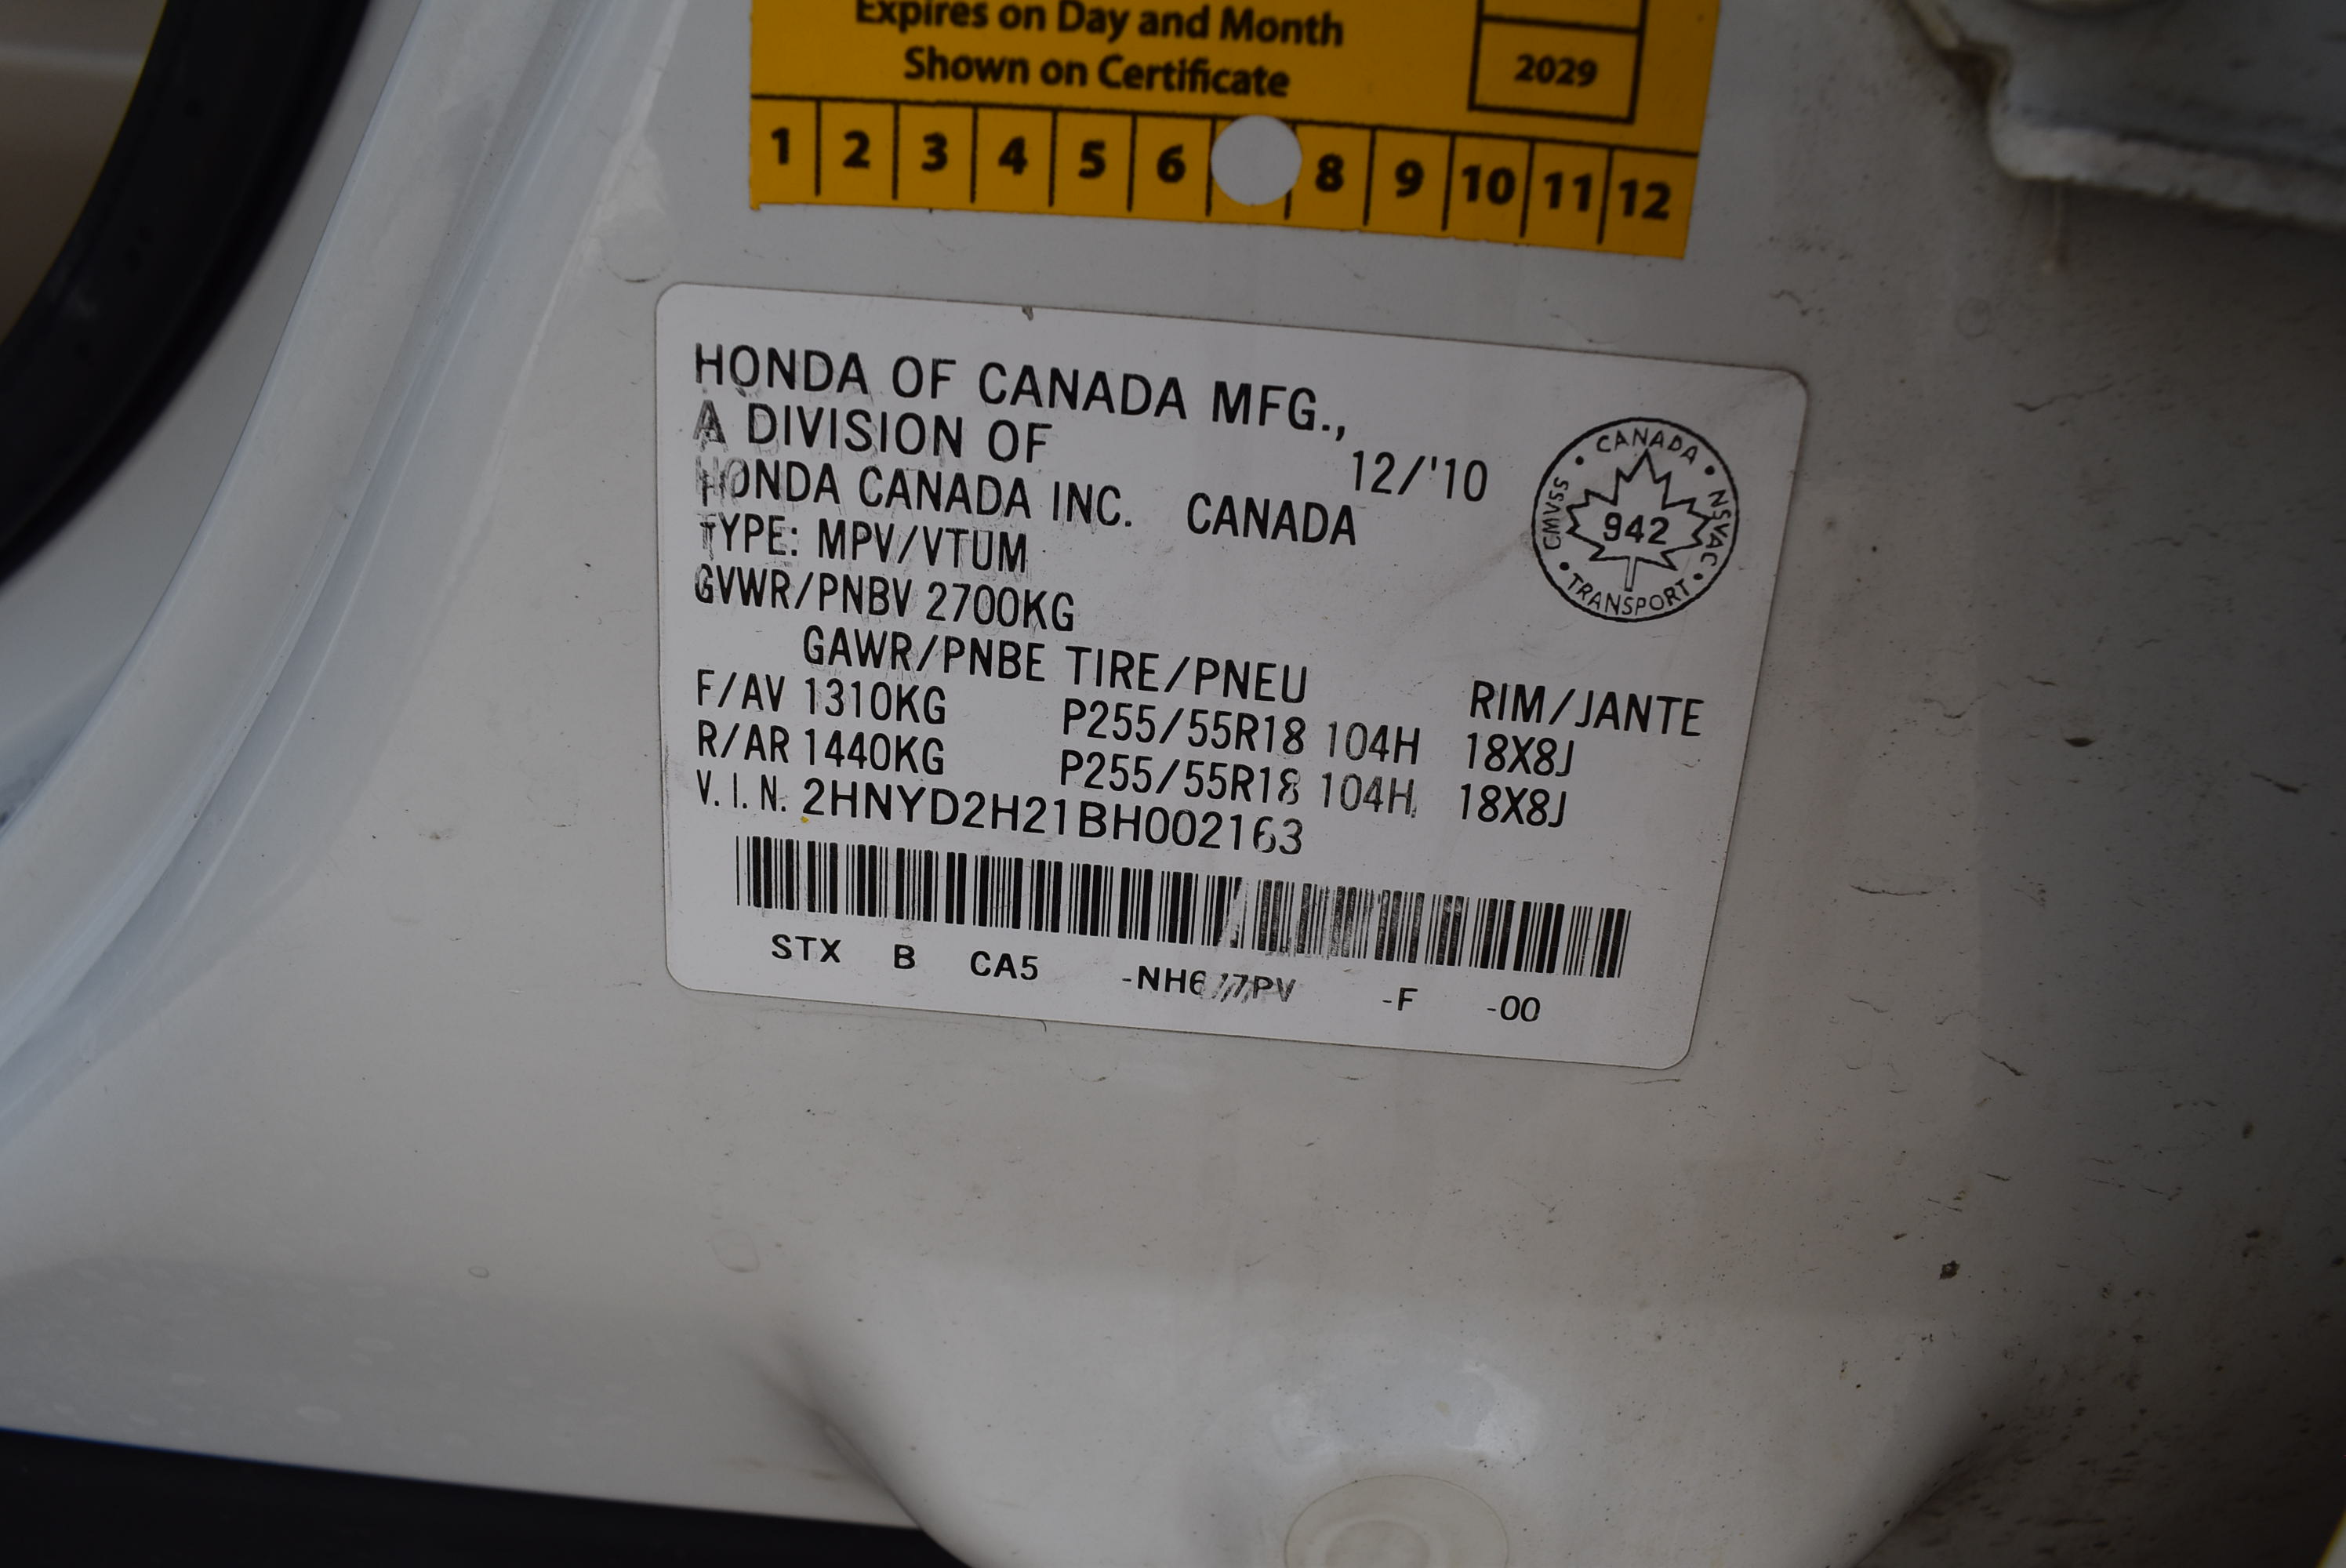 Expires on Day and Month
Shown on Certificate
2029
1 2 3 4 5 6 8 9 10 11 12
HONDA OF CANADA MFG.,
A DIVISION OF
HONDA CANADA INC. CANADA 12/'10
CANADA
CMVSS 942 NSVAC
TRANSPORT
TYPE: MPV/VTUM
GVWR/PNBV 2700KG
GAWR/PNBE TIRE/PNEU RIM/JANTE
F/AV 1310KG P255/55R18 104H 18X8J
R/AR 1440KG P255/55R18 104H 18X8J
V.I.N. 2HNYD2H21BH002163
STX B CA5 -F -00